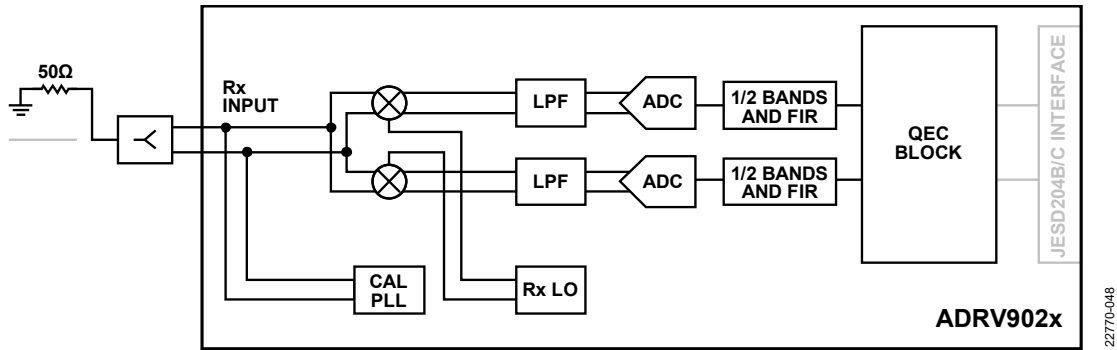 50Ω
Rx
INPUT
LPF
ADC
1/2 BANDS
AND FIR
QEC
BLOCK
JESD204B/C INTERFACE
LPF
ADC
1/2 BANDS
AND FIR
CAL
PLL
Rx LO
ADRV902x
22770-048